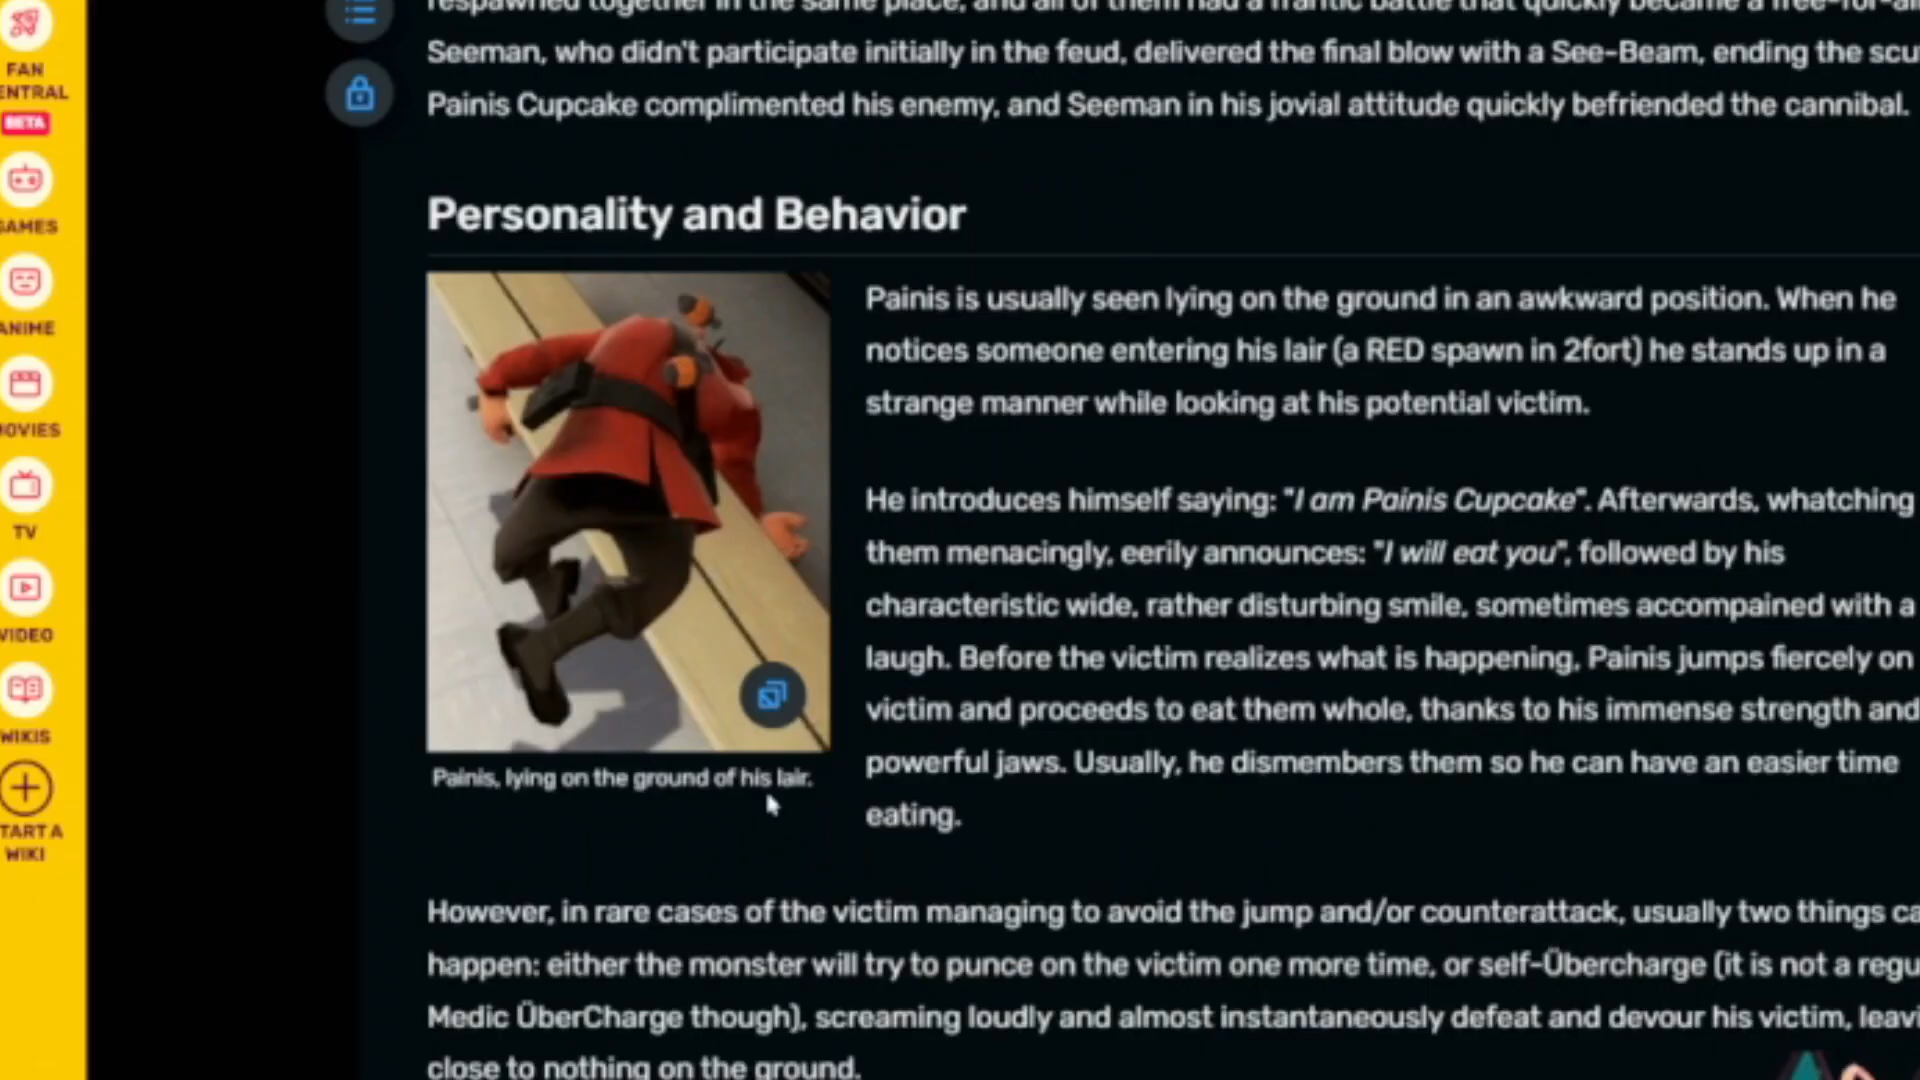 FAN
BETA
ANIME
TV
VIDEO
WIKIS
WIKI
Seeman, who didn't participate initially in the feud, delivered the final blow with a See-Beam, ending the
Painis Cupcake complimented his enemy, and Seeman in his jovial attitude quickly befriended the cannibal.
Personality and Behavior
Painis is usually seen lying on the ground in an awkward position. When he
notices someone entering his lair (a RED spawn in 2fort) he stands up in a
strange manner while looking at his potential victim.
He introduces himself saying: "I am Painis Cupcake". Afterwards, whatching
them menacingly, eerily announces: "I will eat you", followed by his
characteristic wide, rather disturbing smile, sometimes accompained with a
laugh. Before the victim realizes what is happening, Painis jumps fiercely on
victim and proceeds to eat them whole, thanks to his immense strength and
powerful jaws. Usually, he dismembers them so he can have an easier time
eating.
Painis, lying on the ground of his lair.
However, in rare cases of the victim managing to avoid the jump and/or counterattack, usually two things
happen: either the monster will try to punce on the victim one more time, or self-Übercharge (it is not a
Medic ÜberCharge though), screaming loudly and almost instantaneously defeat and devour his victim,
close to nothing on the ground.